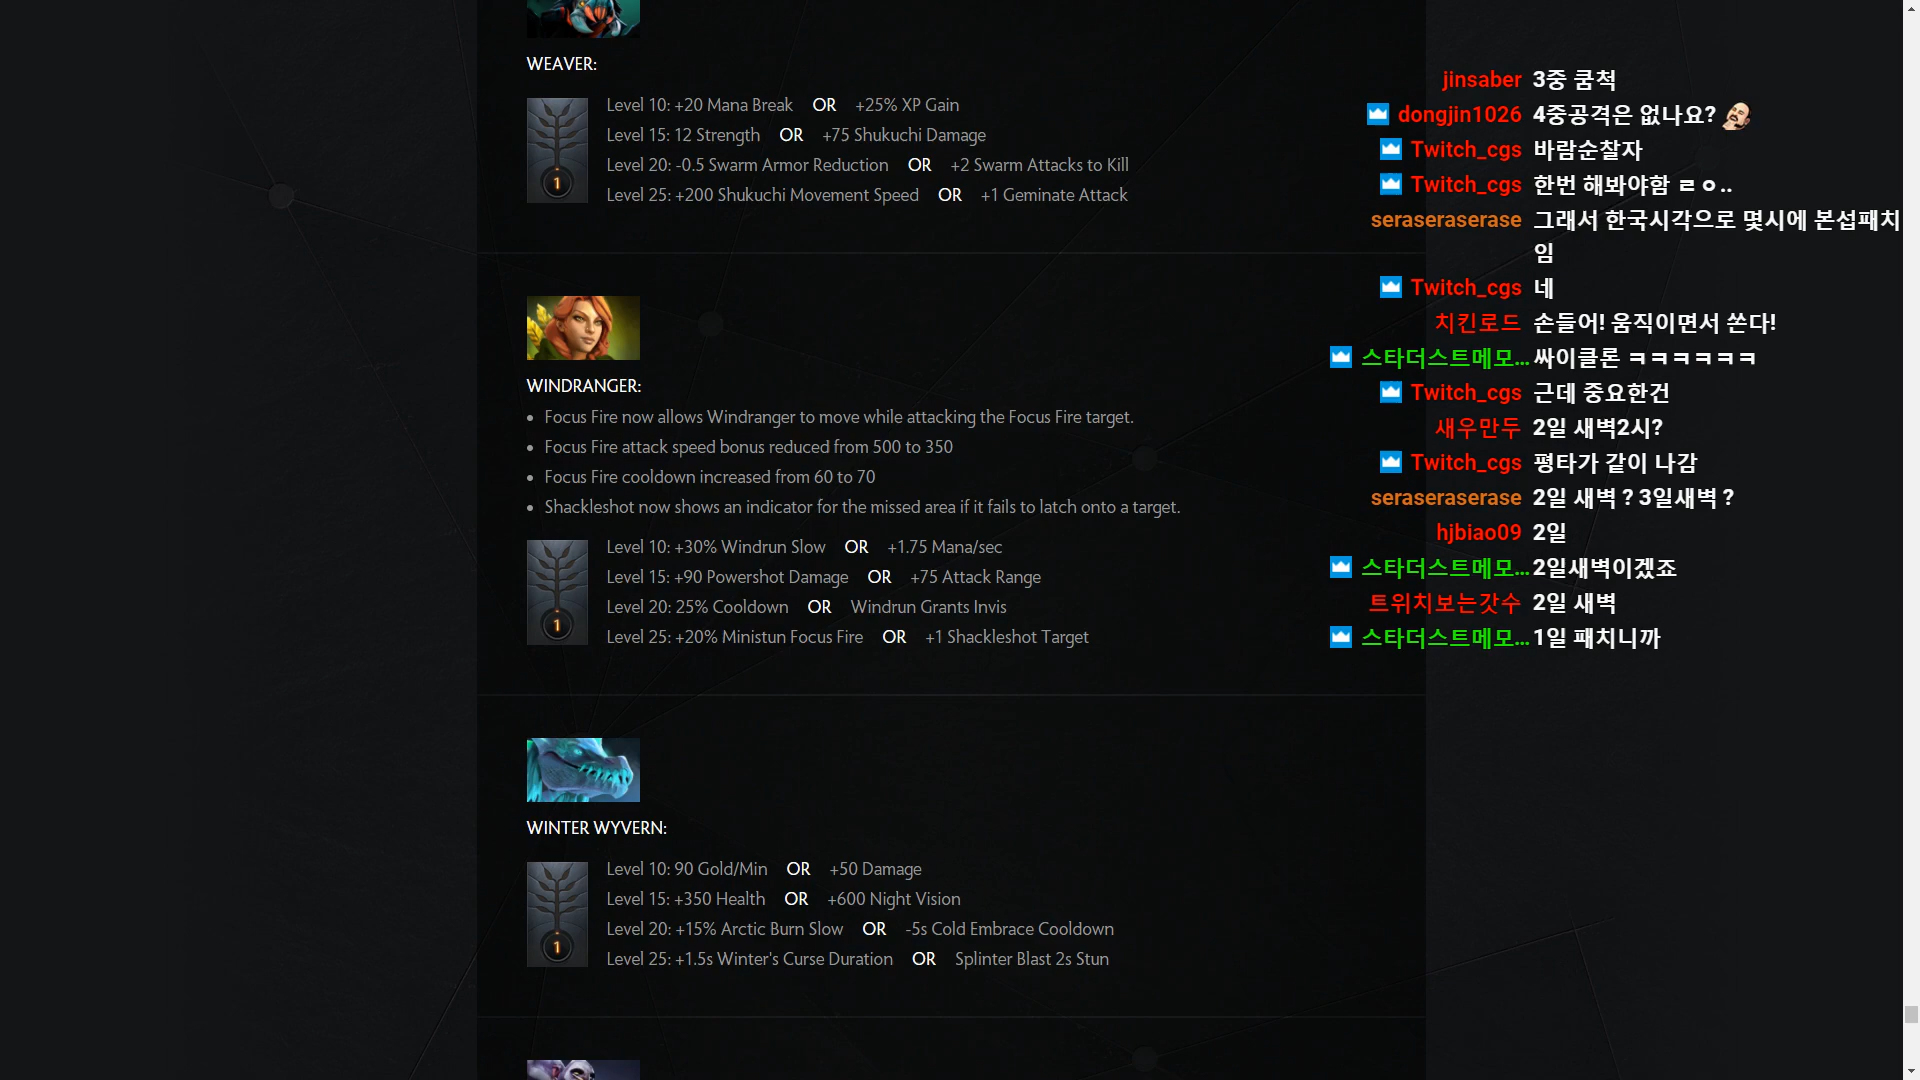 WEAVER:
Level 10: +20 Mana Break OR +25% XP Gain
Level 15: 12 Strength OR +75 Shukuchi Damage
Level 20: -0.5 Swarm Armor Reduction OR +2 Swarm Attacks to Kill
Level 25: +200 Shukuchi Movement Speed OR +1 Geminate Attack
1
WINDRANGER:
Focus Fire now allows Windranger to move while attacking the Focus Fire target.
Focus Fire attack speed bonus reduced from 500 to 350
Focus Fire cooldown increased from 60 to 70
Shackleshot now shows an indicator for the missed area if it fails to latch onto a target.
Level 10: +30% Windrun Slow OR +1.75 Mana/sec
Level 15: +90 Powershot Damage OR +75 Attack Range
Level 20: 25% Cooldown OR Windrun Grants Invis
Level 25: +20% Ministun Focus Fire OR +1 Shackleshot Target
1
WINTER WYVERN:
Level 10: 90 Gold/Min OR +50 Damage
Level 15: +350 Health OR +600 Night Vision
Level 20: +15% Arctic Burn Slow OR -5s Cold Embrace Cooldown
Level 25: +1.5s Winter's Curse Duration OR Splinter Blast 2s Stun
1
jinsaber 3중 쿰척
dongjin1026 4중공격은 없나요?
Twitch_cgs 바람순찰자
Twitch_cgs 한번 해봐야함 ㄹㅇ..
seraseraserase 그래서 한국시각으로 몇시에 본섭패치
임
Twitch_cgs 네
치킨로드 손들어! 움직이면서 쏜다!
스타더스트메모... 싸이클론 ㅋㅋㅋㅋㅋㅋ
Twitch_cgs 근데 중요한건
새우만두 2일 새벽2시?
Twitch_cgs 평타가 같이 나감
seraseraserase 2일 새벽 ? 3일새벽 ?
hjbiao09 2일
스타더스트메모... 2일새벽이겠죠
트위치보는갓수 2일 새벽
스타더스트메모... 1일 패치니까